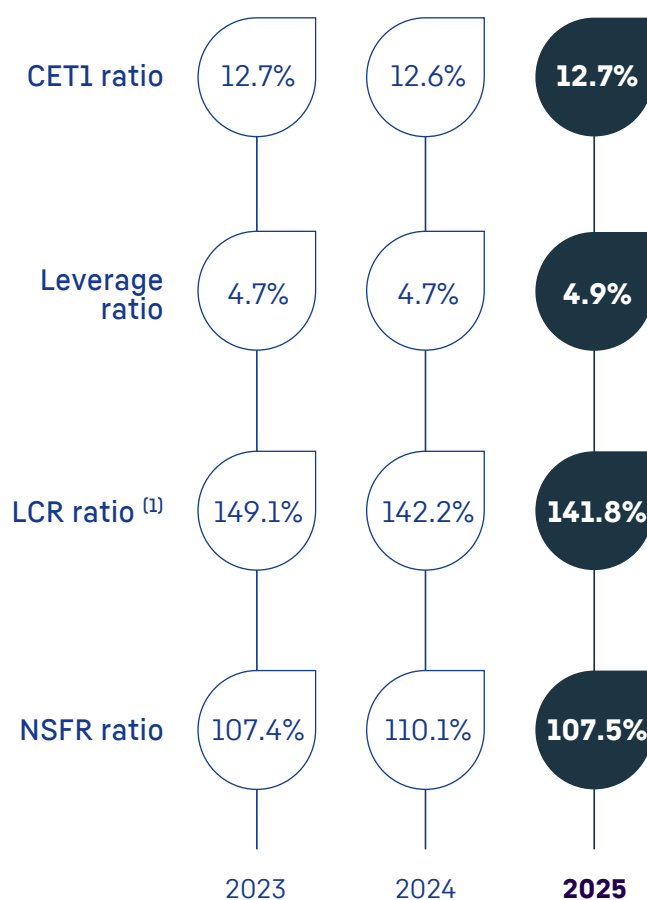 CET1 ratio 12.7% 12.6% 12.7%
Leverage
ratio 4.7% 4.7% 4.9%
LCR ratio (1) 149.1% 142.2% 141.8%
NSFR ratio 107.4% 110.1% 107.5%
2023 2024 2025